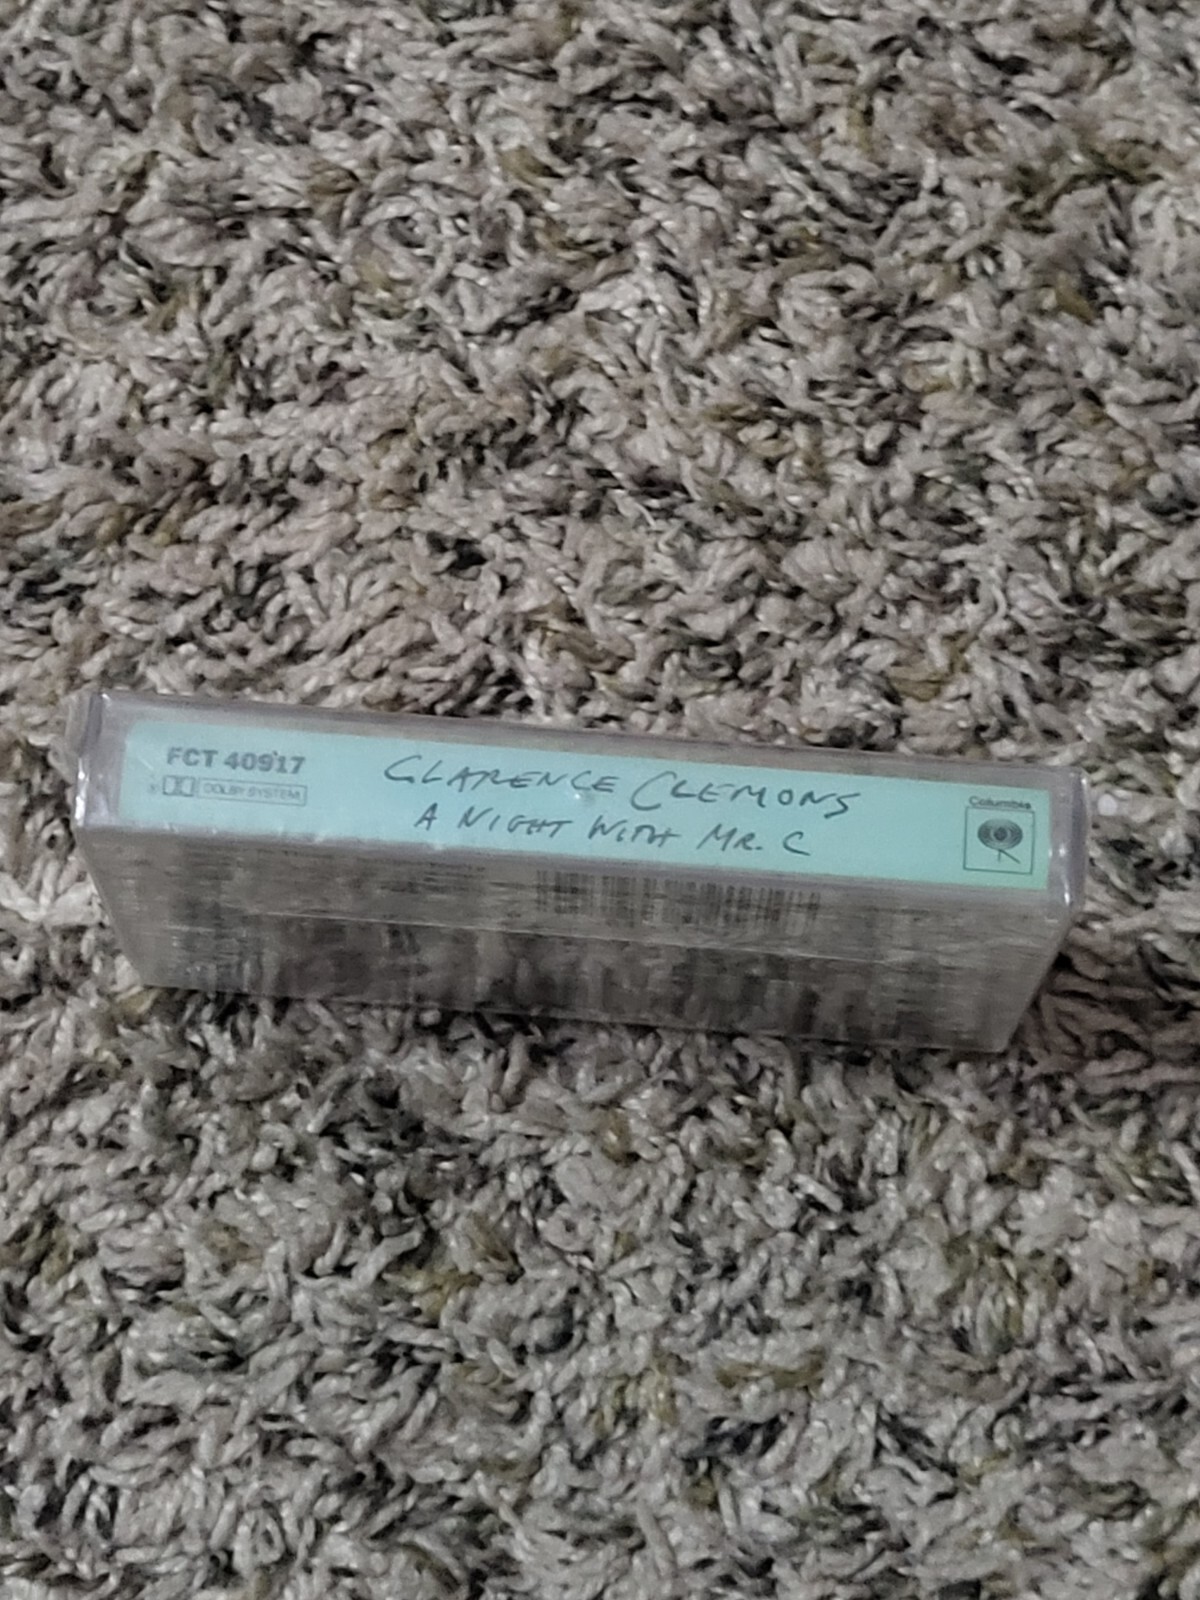 FCT 40917
DOLBY SYSTEM
CLARENCE CLEMONS
A NIGHT WITH MR. C
Columbia